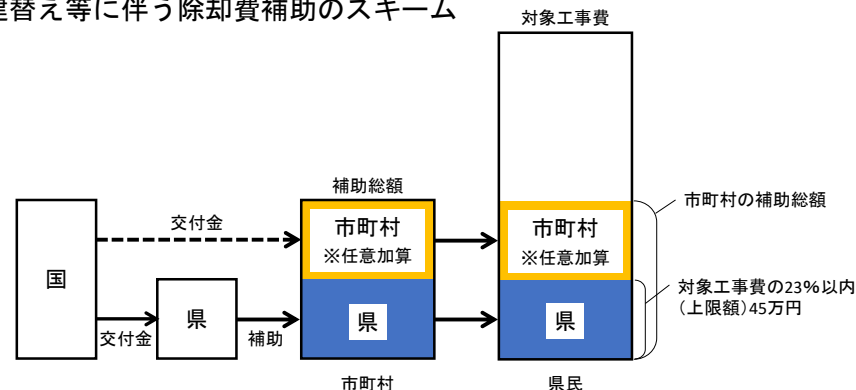 建替え等に伴う除却費補助のスキーム
対象工事費
補助総額
市町村の補助総額
交付金
市町村
※任意加算
市町村
※任意加算
国
対象工事費の23%以内
(上限額)45万円
県
県
県
交付金
補助
市町村
県民